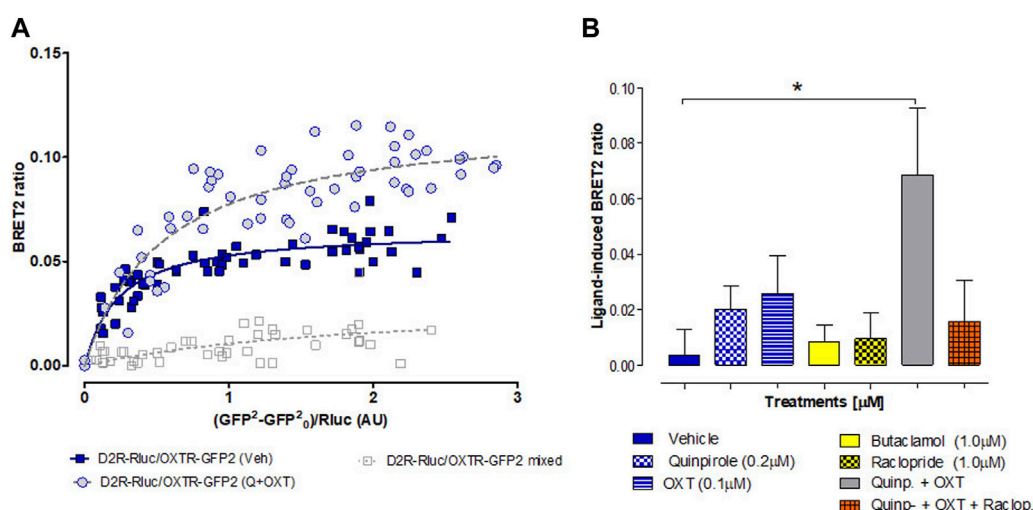 A
B
0.15
0.10
0.05
0.00
BRET2 ratio
0
1
2
3
(GFP²-GFP²₀)/Rluc (AU)
D2R-Rluc/OXTR-GFP2 (Veh)
D2R-Rluc/OXTR-GFP2 mixed
D2R-Rluc/OXTR-GFP2 (Q+OXT)
*
0.10
0.08
0.06
0.04
0.02
0.00
Ligand-induced BRET2 ratio
Treatments [µM]
Vehicle
Quinpirole (0.2µM)
OXT (0.1µM)
Butaclamol (1.0µM)
Raclopride (1.0µM)
Quinp. + OXT
Quinp- + OXT + Raclop.